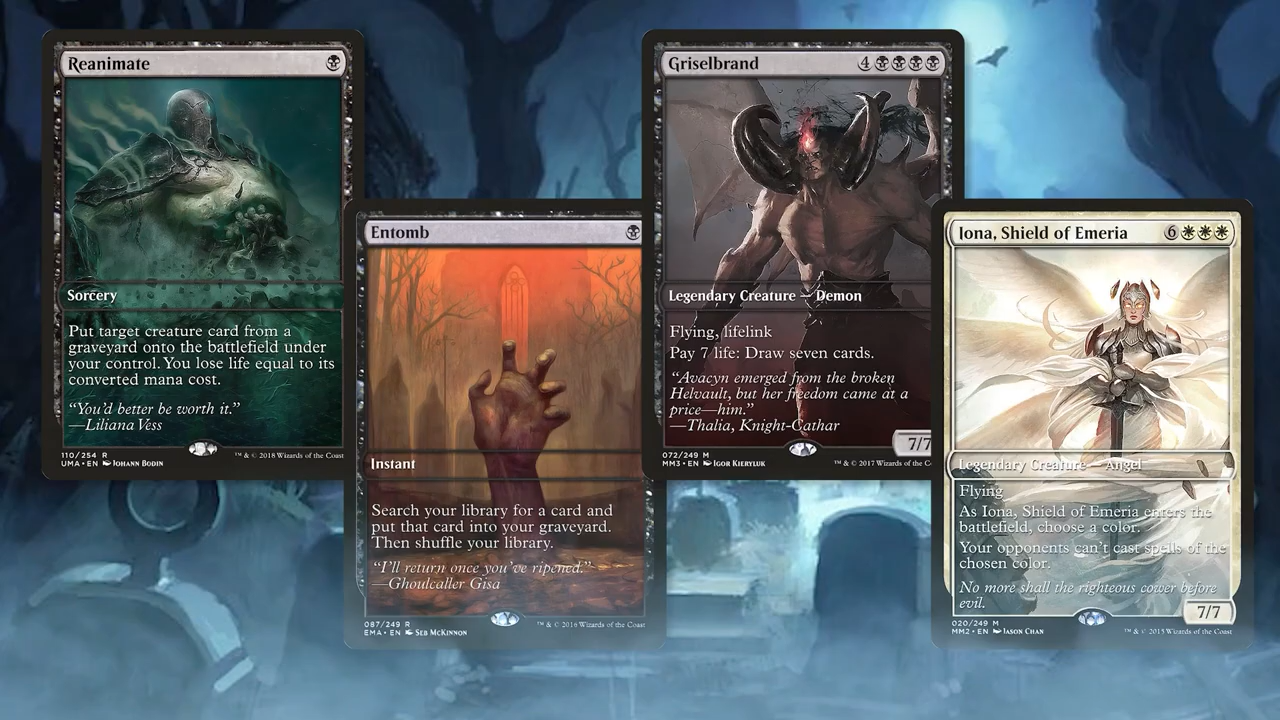 Reanimate
Sorcery
Put target creature card from a
graveyard onto the battlefield under
your control. You lose life equal to its
converted mana cost.
“You’d better be worth it.”
—Liliana Vess
110/254 R
UMA • EN Johann Bodin
™ & © 2018 Wizards of the Coast
Entomb
Instant
Search your library for a card and
put that card into your graveyard.
Then shuffle your library.
“I’ll return once you’ve ripened.”
—Ghoulcaller Gisa
087/249 R
EMA • EN Seb McKinnon
™ & © 2016 Wizards of the Coast
Griselbrand 4
Legendary Creature — Demon
Flying, lifelink
Pay 7 life: Draw seven cards.
“Avacyn emerged from the broken
Helvault, but her freedom came at a
price—him.”
—Thalia, Knight-Cathar
7/7
072/249 M
MM3 • EN Igor Kieryluk
™ & © 2017 Wizards of the C
Iona, Shield of Emeria 6
Legendary Creature — Angel
Flying
As Iona, Shield of Emeria enters the
battlefield, choose a color.
Your opponents can’t cast spells of the
chosen color.
No more shall the righteous cower before
evil.
7/7
020/249 M
MM2 • EN Jason Chan
™ & © 2015 Wizards of the Coast